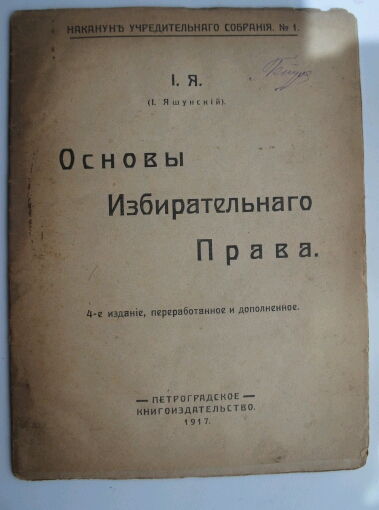 НАКАНУНѢ УЧРЕДИТЕЛЬНАГО СОБРАНІЯ. № 1.
І. Я.
(І. Яшунскій).
Основы
Избирательнаго
Права.
4-е изданіе, переработанное и дополненное.
— ПЕТРОГРАДСКОЕ —
КНИГОИЗДАТЕЛЬСТВО.
1917.